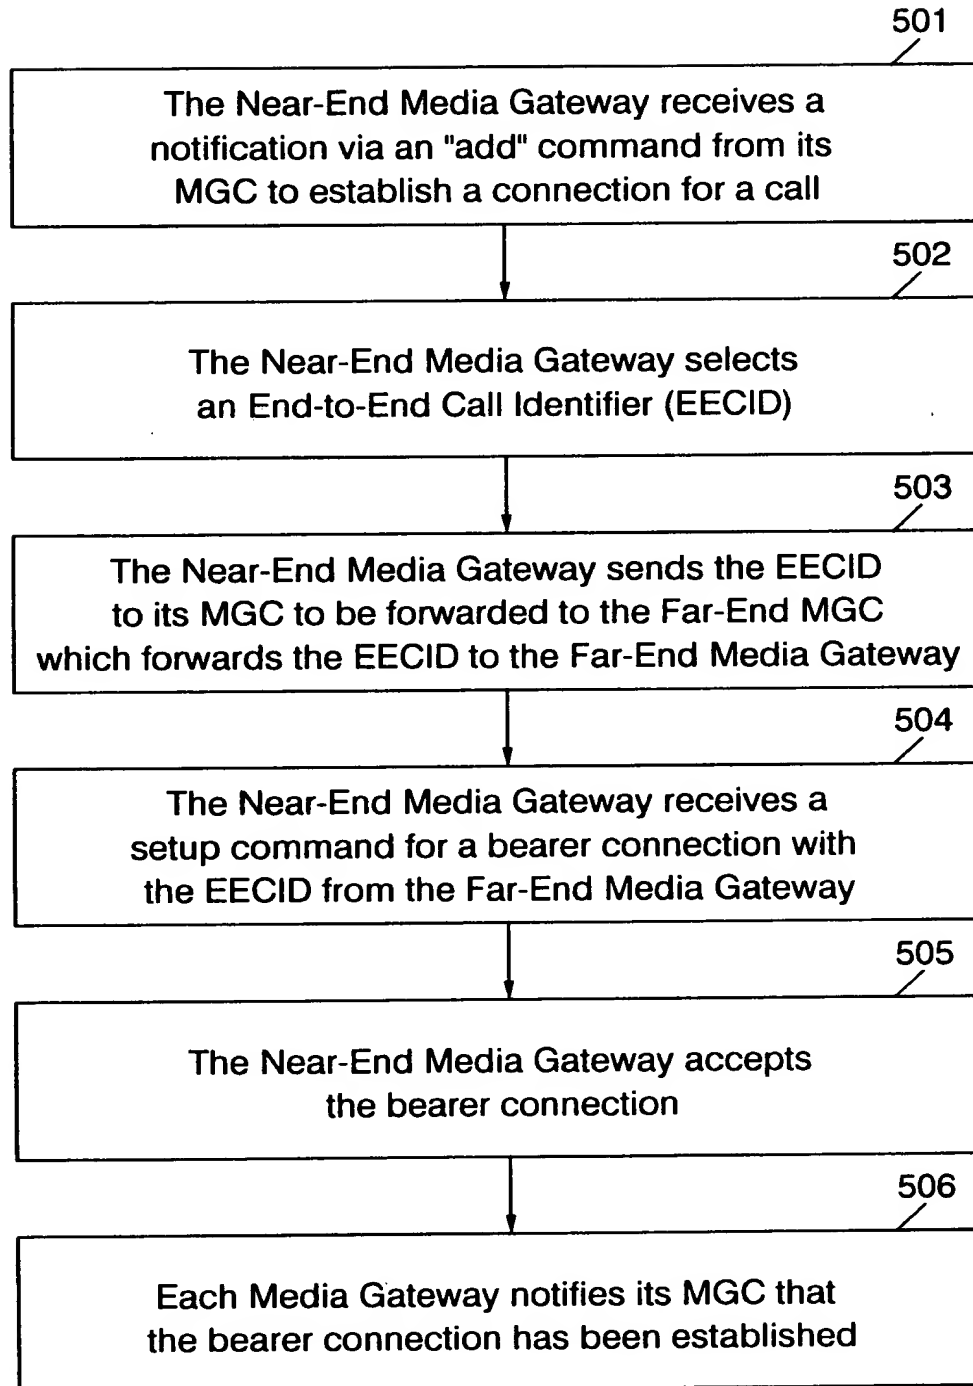 501
The Near-End Media Gateway receives a
notification via an "add" command from its
MGC to establish a connection for a call
502
The Near-End Media Gateway selects
an End-to-End Call Identifier (EECID)
503
The Near-End Media Gateway sends the EECID
to its MGC to be forwarded to the Far-End MGC
which forwards the EECID to the Far-End Media Gateway
504
The Near-End Media Gateway receives a
setup command for a bearer connection with
the EECID from the Far-End Media Gateway
505
The Near-End Media Gateway accepts
the bearer connection
506
Each Media Gateway notifies its MGC that
the bearer connection has been established